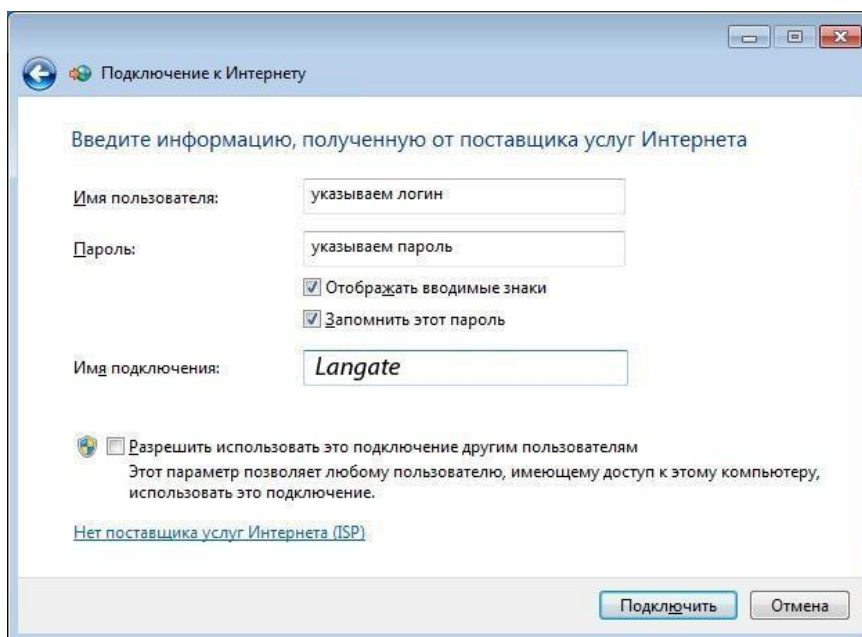 Подключение к Интернету
Введите информацию, полученную от поставщика услуг Интернета
Имя пользователя:
указываем логин
Пароль:
указываем пароль
Отображать вводимые знаки
Запомнить этот пароль
Имя подключения:
Langate
Разрешить использовать это подключение другим пользователям
Этот параметр позволяет любому пользователю, имеющему доступ к этому компьютеру,
использовать это подключение.
Нет поставщика услуг Интернета (ISP)
Подключить
Отмена